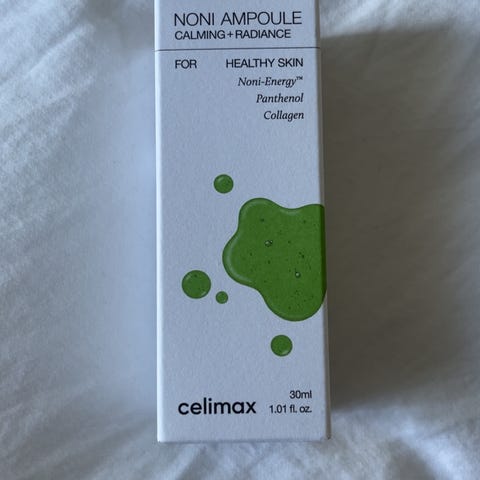 NONI AMPOULE
CALMING + RADIANCE
FOR HEALTHY SKIN
Noni-Energy™
Panthenol
Collagen
30ml
celimax 1.01 fl. oz.